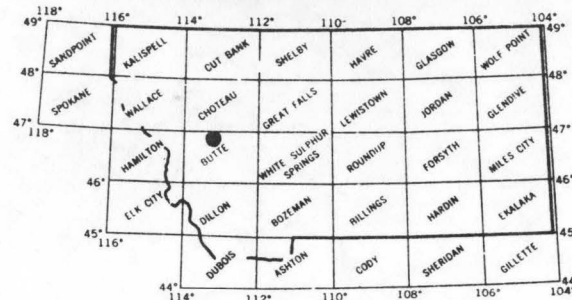 116° 114° 112° 110° 108° 106° 104°
49°
SANDPOINT KALISPELL CUT BANK SHELBY HAVRE GLASGOW WOLF POINT
49°
48° 48°
SPOKANE WALLACE CHOTEAU GREAT FALLS LEWISTOWN JORDAN GLENDIVE
47° 47°
118°
HAMILTON BUTTE WHITE SULPHUR SPRINGS ROUNDUP FORSYTH MILES CITY
46° 46°
ELK CITY DILLON BOZEMAN BILLINGS HARDIN EKALAKA
45° 45°
116°
DUBOIS ASHTON CODY SHERIDAN GILLETTE
44° 44°
114° 112° 110° 108° 106° 104°